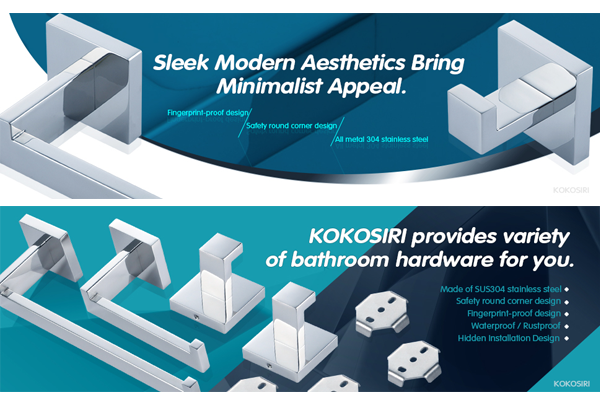 Sleek Modern Aesthetics Bring
Minimalist Appeal.
Fingerprint-proof design
Safety round corner design
All metal 304 stainless steel
KOKOSIRI
KOKOSIRI provides variety
of bathroom hardware for you.
Made of SUS304 stainless steel
Safety round corner design
Fingerprint-proof design
Waterproof / Rustproof
Hidden Installation Design
KOKOSIRI